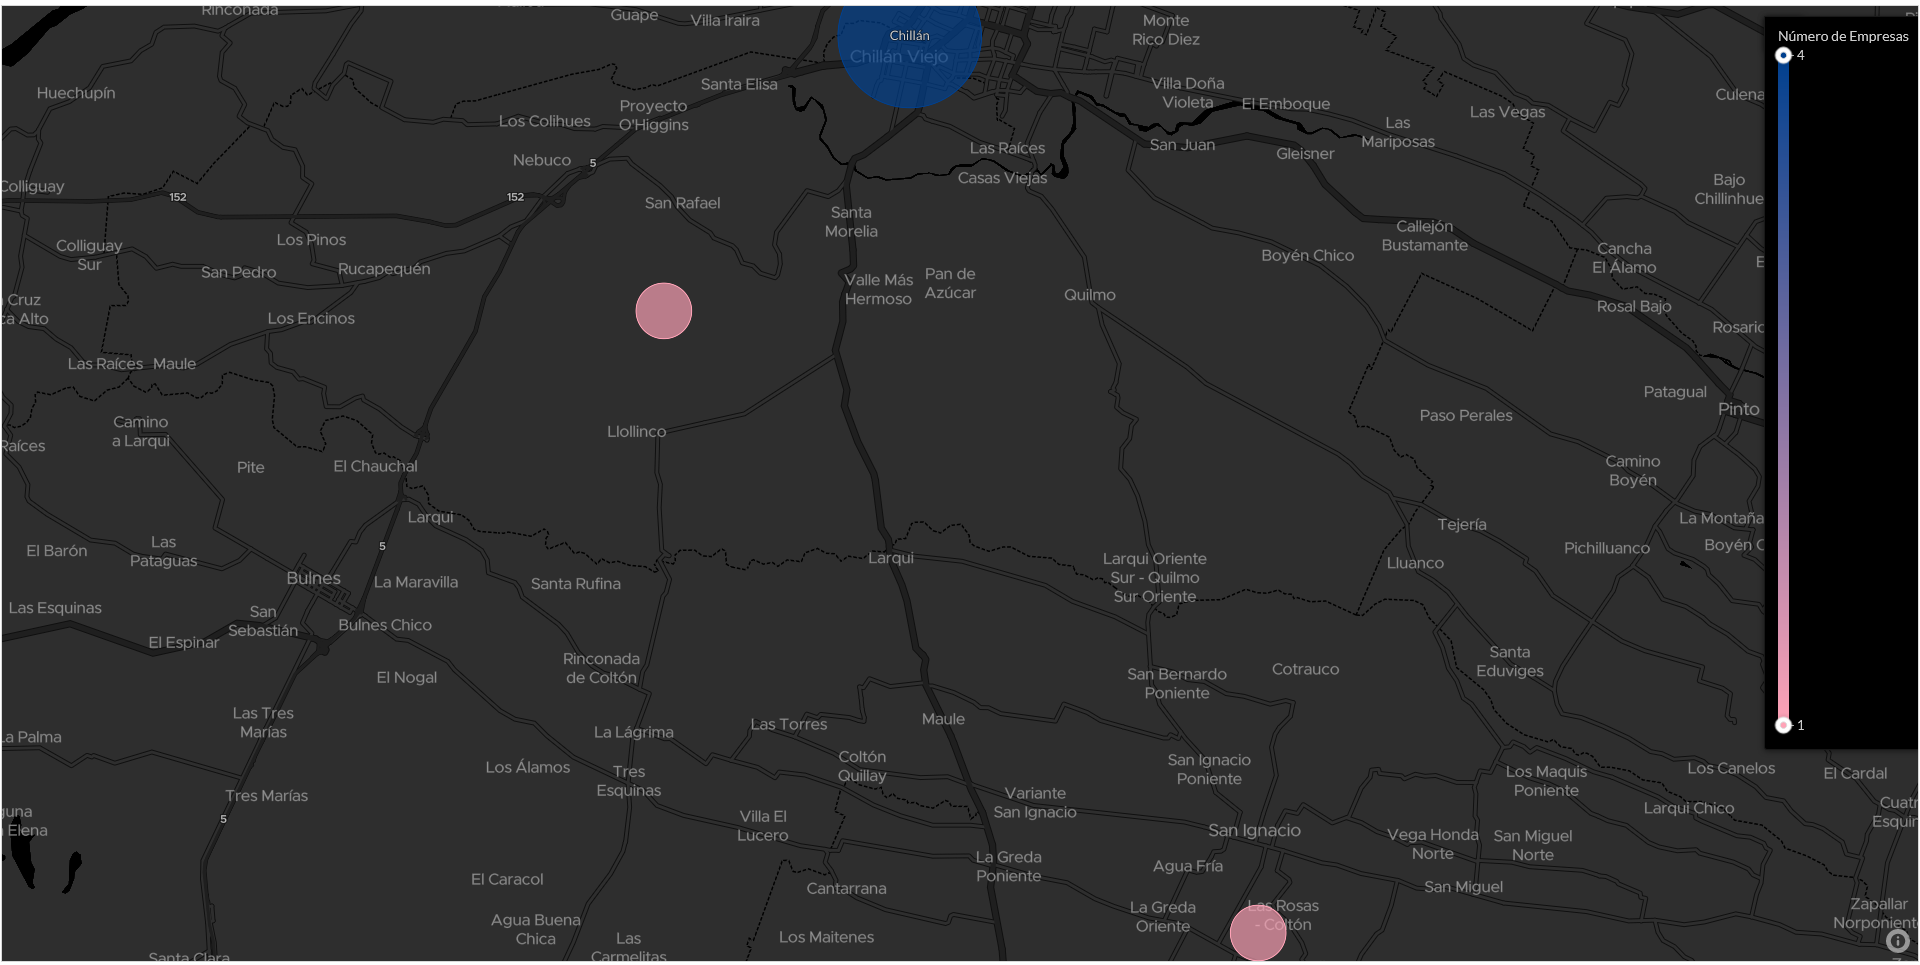 Rinconada
Guape
Villa Iraira
Monte
Rico Diez
Chillán
Chillán Viejo
Número de Empresas
4
Santa Elisa
Villa Doña
Violeta
Huechupín
Proyecto
O'Higgins
Los Colihues
El Emboque
Las Vegas
Culena
Las
Mariposas
Nebuco
5
Las Raíces
San Juan
Gleisner
Casas Viejas
Colliguay
152
152
San Rafael
Bajo
Chillinhue
Santa
Morelia
Los Pinos
Callejón
Bustamante
Colliguay
Sur
San Pedro
Rucapequén
Boyén Chico
Cancha
El Álamo
Valle Más
Hermoso
Pan de
Azúcar
Quilmo
Cruz
ca Alto
Los Encinos
Rosal Bajo
Rosario
Las Raíces
Maule
Patagual
Pinto
Paso Perales
Camino
a Larqui
Llollinco
Raíces
Pite
El Chauchal
Camino
Boyén
Larqui
Tejería
La Montaña
5
El Barón
Las
Pataguas
Larqui
Larqui Oriente
Sur - Quilmo
Sur Oriente
Lluanco
Pichilluanco
Boyén C
Bulnes
La Maravilla
Santa Rufina
Las Esquinas
San
Sebastián
Bulnes Chico
El Espinar
Rinconada
de Coltón
Santa
Eduviges
El Nogal
San Bernardo
Poniente
Cotrauco
Las Tres
Marías
Las Torres
Maule
1
La Palma
La Lágrima
Los Álamos
Tres
Esquinas
Coltón
Quillay
San Ignacio
Poniente
Los Maquis
Poniente
Los Canelos
El Cardal
Tres Marías
Variante
San Ignacio
Larqui Chico
Cuatr
Esquin
guna
Elena
5
Villa El
Lucero
San Ignacio
Vega Honda
Norte
San Miguel
Norte
La Greda
Poniente
Agua Fría
El Caracol
Cantarrana
San Miguel
La Greda
Oriente
Las Rosas
- Coltón
Zapallar
Norponiente
Agua Buena
Chica
Las
Carmelitas
Los Maitenes
Santa Clara